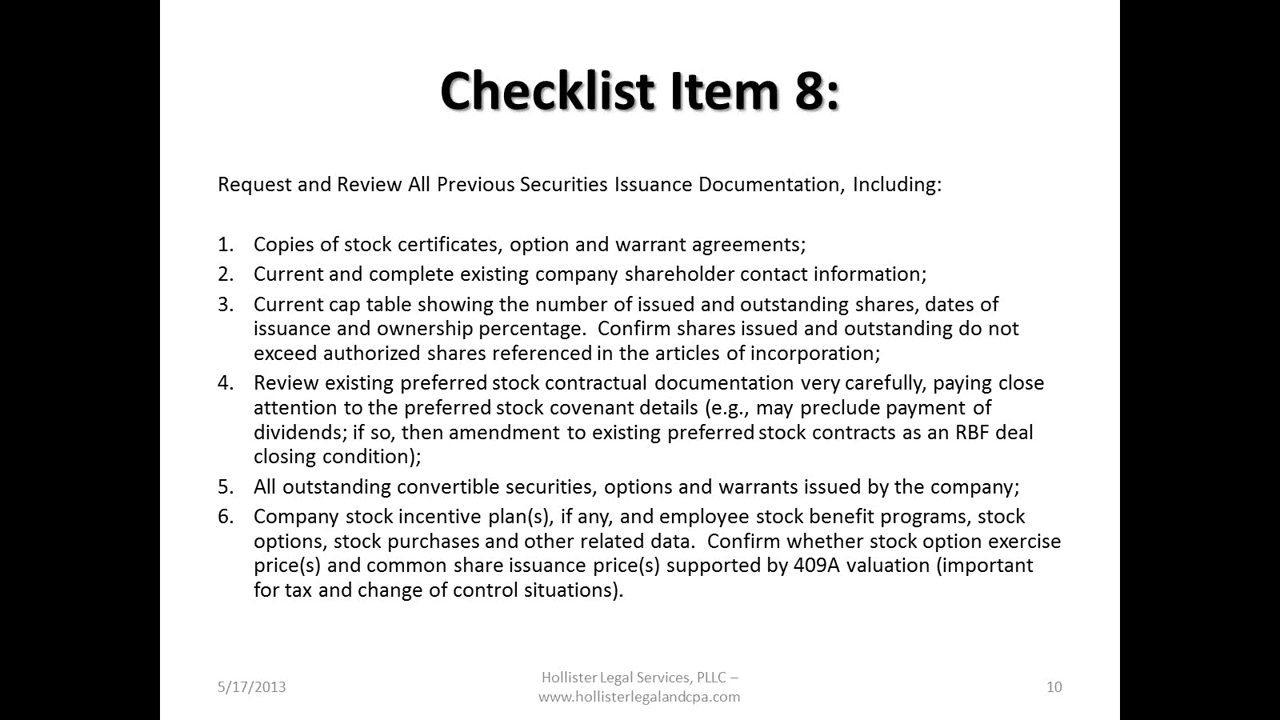 Checklist Item 8:
Request and Review All Previous Securities Issuance Documentation, Including:
1. Copies of stock certificates, option and warrant agreements;
2. Current and complete existing company shareholder contact information;
3. Current cap table showing the number of issued and outstanding shares, dates of
issuance and ownership percentage. Confirm shares issued and outstanding do not
exceed authorized shares referenced in the articles of incorporation;
4. Review existing preferred stock contractual documentation very carefully, paying close
attention to the preferred stock covenant details (e.g., may preclude payment of
dividends; if so, then amendment to existing preferred stock contracts as an RBF deal
closing condition);
5. All outstanding convertible securities, options and warrants issued by the company;
6. Company stock incentive plan(s), if any, and employee stock benefit programs, stock
options, stock purchases and other related data. Confirm whether stock option exercise
price(s) and common share issuance price(s) supported by 409A valuation (important
for tax and change of control situations).
5/17/2013
Hollister Legal Services, PLLC –
www.hollisterlegalandcpa.com
10